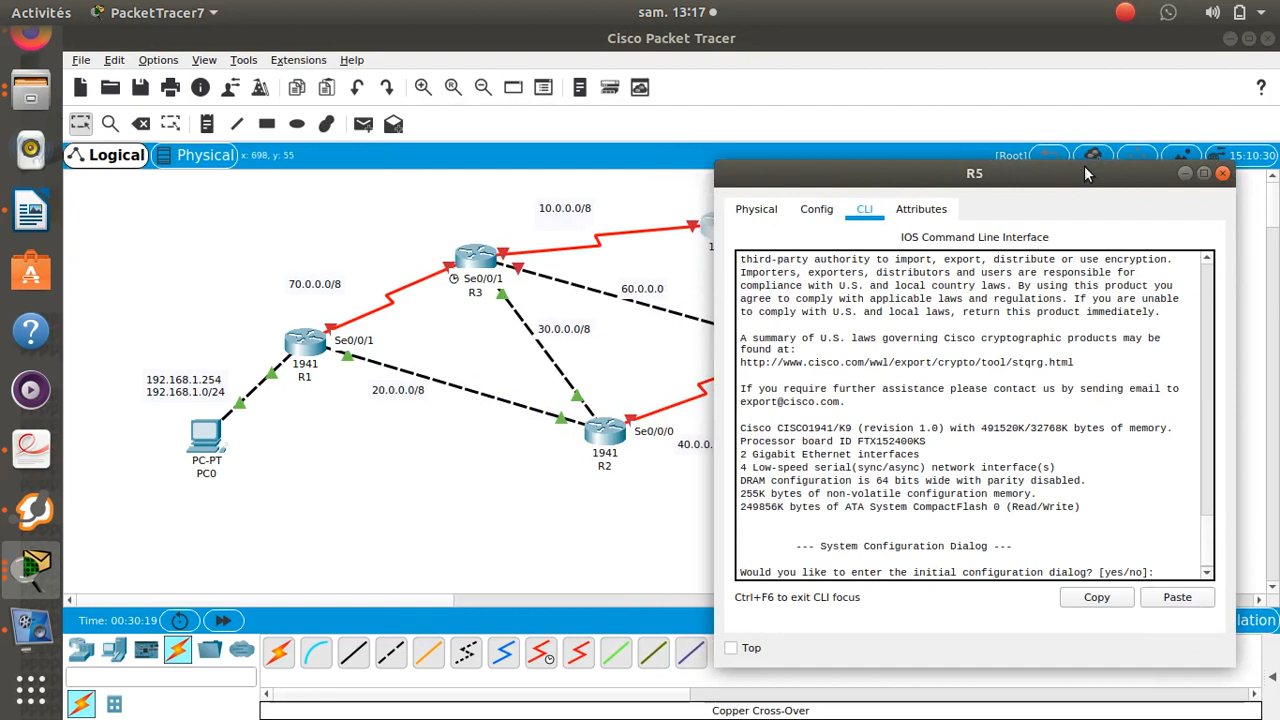 Activités
PacketTracer7
sam. 13:17
Cisco Packet Tracer
File Edit Options View Tools Extensions Help
?
Logical
Physical
x: 698, y: 55
[Root]
15:10:30
10.0.0.0/8
70.0.0.0/8
Se0/0/1
R3
60.0.0.0
30.0.0.0/8
Se0/0/1
1941
R1
192.168.1.254
192.168.1.0/24
20.0.0.0/8
PC-PT
PC0
Se0/0/0
1941
R2
40.0.0.
R5
Physical Config CLI Attributes
IOS Command Line Interface
third-party authority to import, export, distribute or use encryption.
Importers, exporters, distributors and users are responsible for
compliance with U.S. and local country laws. By using this product you
agree to comply with applicable laws and regulations. If you are unable
to comply with U.S. and local laws, return this product immediately.
A summary of U.S. laws governing Cisco cryptographic products may be
found at:
http://www.cisco.com/wwl/export/crypto/tool/stqrg.html
If you require further assistance please contact us by sending email to
export@cisco.com.
Cisco CISCO1941/K9 (revision 1.0) with 491520K/32768K bytes of memory.
Processor board ID FTX152400KS
2 Gigabit Ethernet interfaces
4 Low-speed serial(sync/async) network interface(s)
DRAM configuration is 64 bits wide with parity disabled.
255K bytes of non-volatile configuration memory.
249856K bytes of ATA System CompactFlash 0 (Read/Write)
--- System Configuration Dialog ---
Would you like to enter the initial configuration dialog? [yes/no]:
Ctrl+F6 to exit CLI focus
Copy
Paste
Top
Time: 00:30:19
Copper Cross-Over